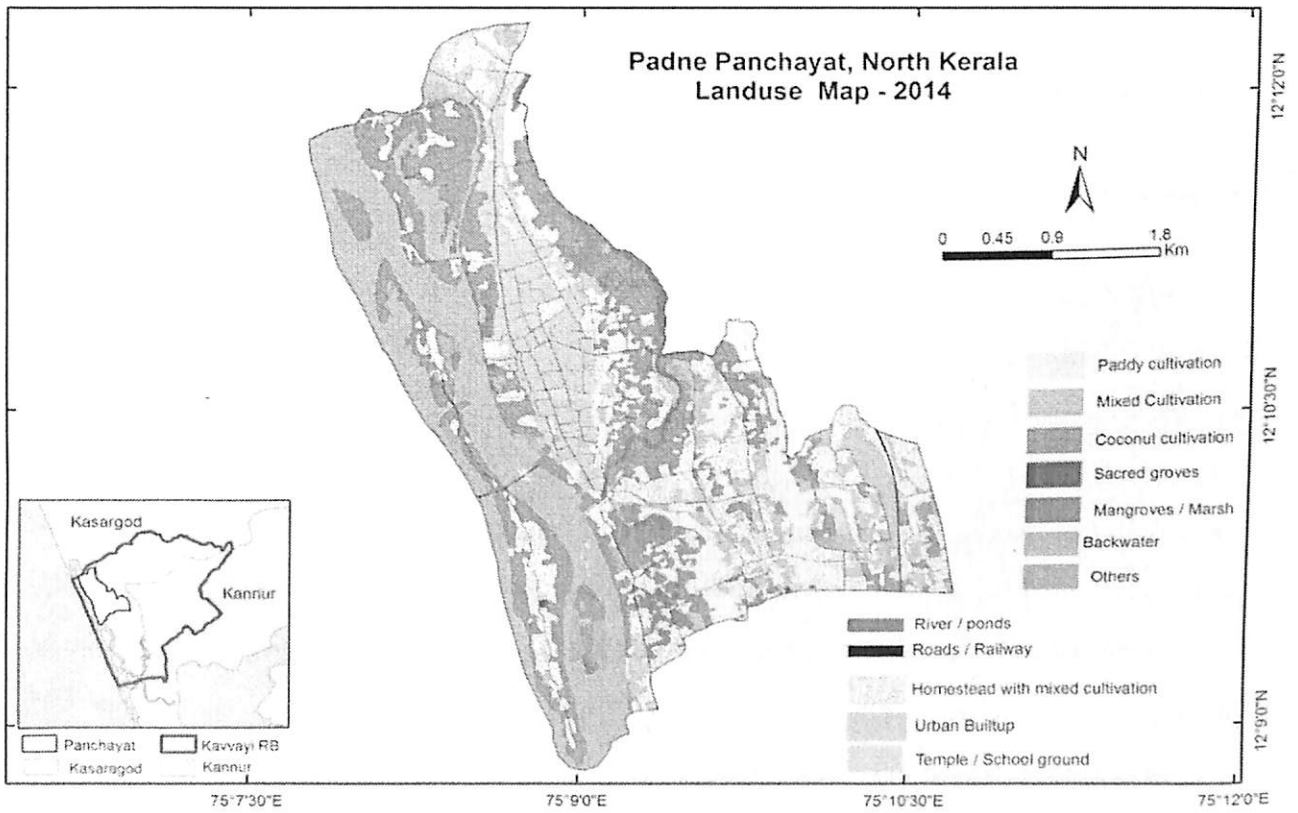 Padne Panchayat, North Kerala
Landuse Map - 2014
12°12'0"N
N
0 0.45 0.9 1.8
Km
Paddy cultivation
Mixed Cultivation
12°10'30"N
Coconut cultivation
Sacred groves
Mangroves / Marsh
Backwater
Others
Kasargod
Kannur
River / ponds
Roads / Railway
Homestead with mixed cultivation
Urban Builtup
Temple / School ground
12°9'0"N
Panchayat Kavvayi RB
Kasaragod Kannur
75°7'30"E 75°9'0"E 75°10'30"E 75°12'0"E